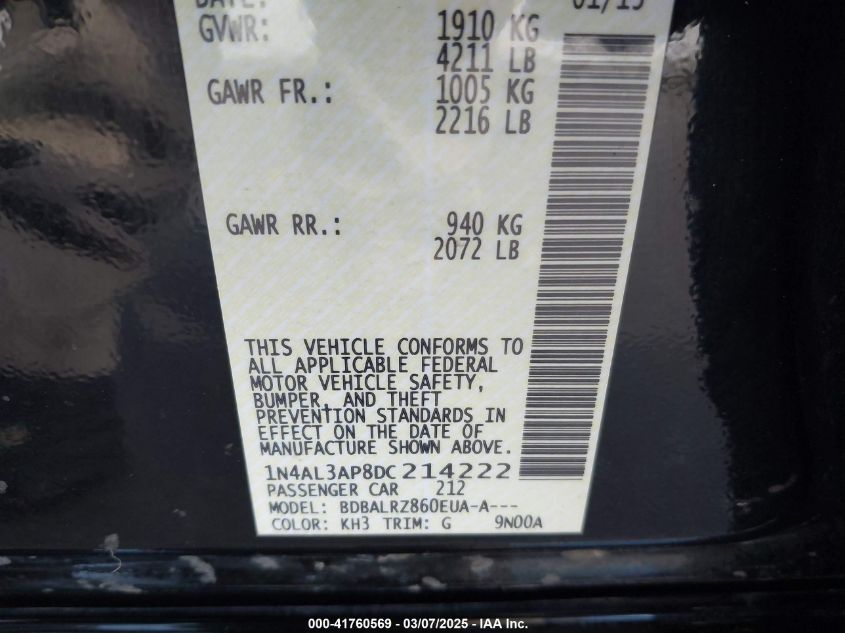 DATE: 01/13
GVWR: 1910 KG
4211 LB
GAWR FR.: 1005 KG
2216 LB
GAWR RR.: 940 KG
2072 LB
THIS VEHICLE CONFORMS TO
ALL APPLICABLE FEDERAL
MOTOR VEHICLE SAFETY,
BUMPER, AND THEFT
PREVENTION STANDARDS IN
EFFECT ON THE DATE OF
MANUFACTURE SHOWN ABOVE.
1N4AL3AP8DC214222
PASSENGER CAR 212
MODEL: BDBALRZ860EUA-A---
COLOR: KH3 TRIM: G 9N00A
000-41760569 - 03/07/2025 - IAA Inc.